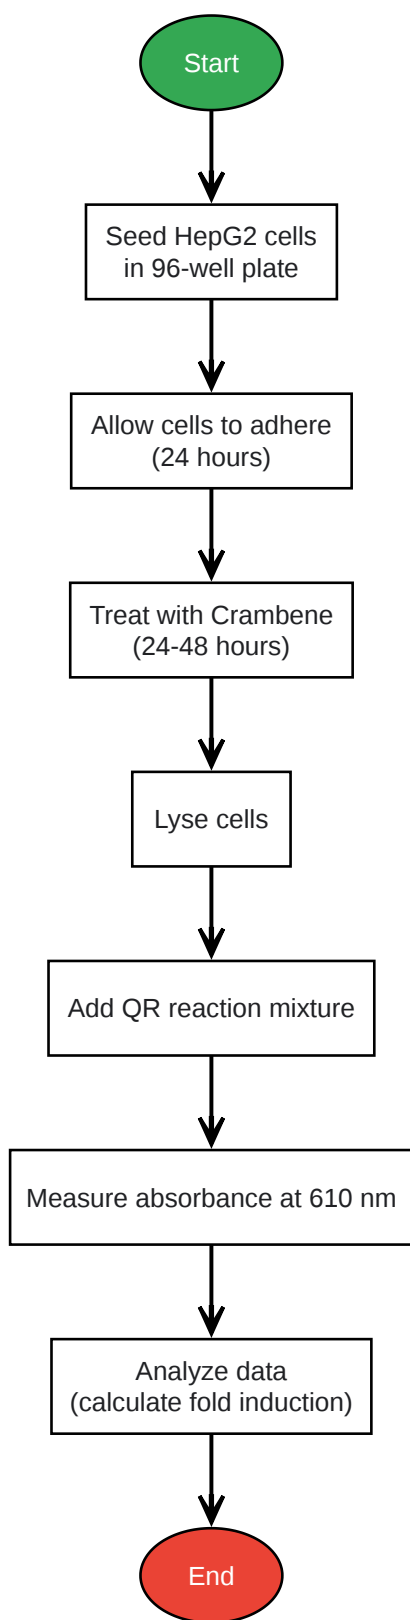 Start
Seed HepG2 cells
in 96-well plate
Allow cells to adhere
(24 hours)
Treat with Crambene
(24-48 hours)
Lyse cells
Add QR reaction mixture
Measure absorbance at 610 nm
Analyze data
(calculate fold induction)
End